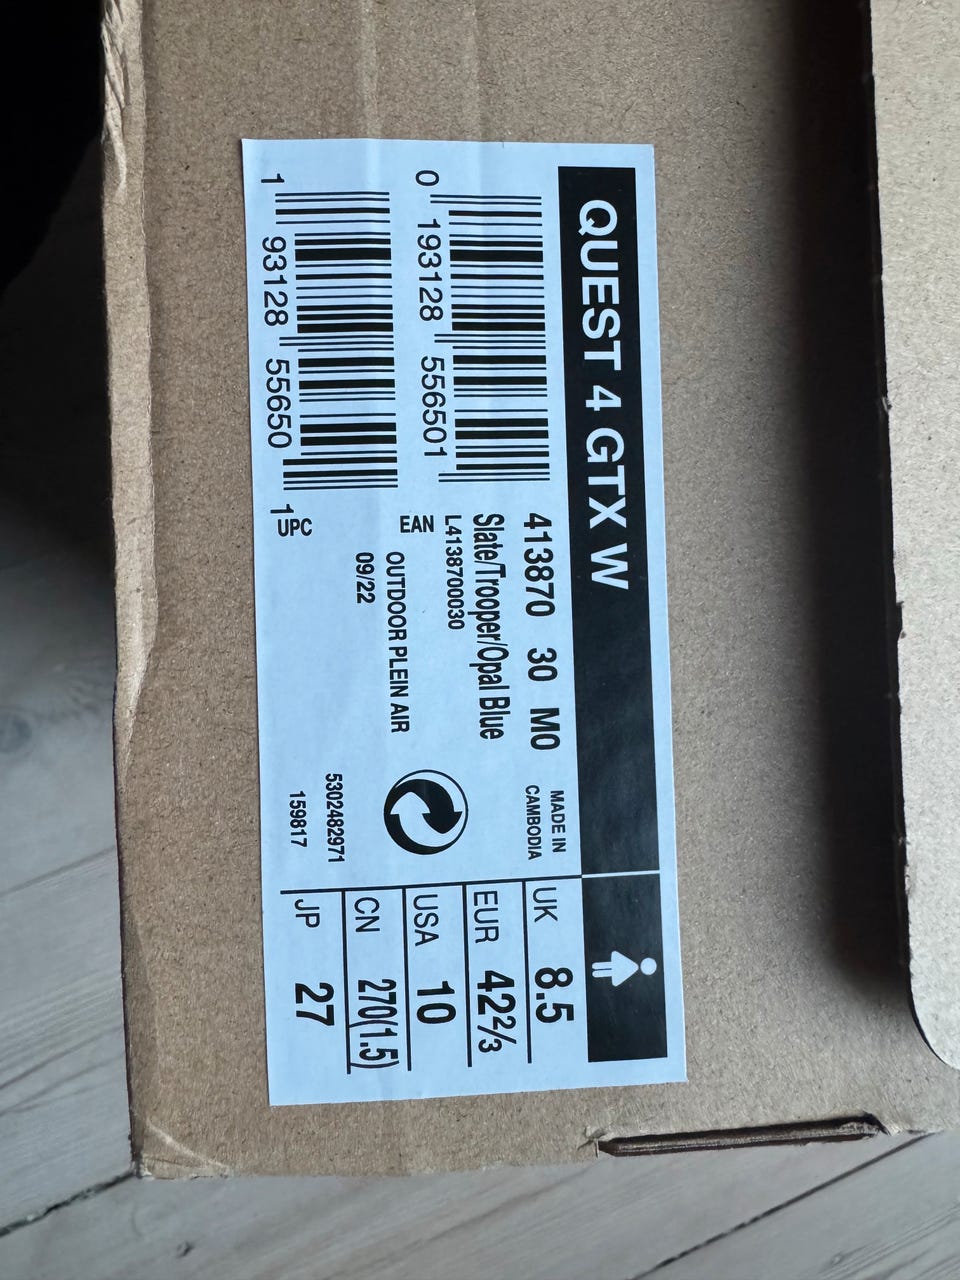 QUEST 4 GTX W
0 193128 556501
1 93128 55650 1
UPC
413870 30 M0
Slate/Trooper/Opal Blue
L4138700030
EAN
OUTDOOR PLEIN AIR
09/22
MADE IN
CAMBODIA
5302482971
159817
UK 8.5
EUR 42⅔
USA 10
CN 270(1.5)
JP 27